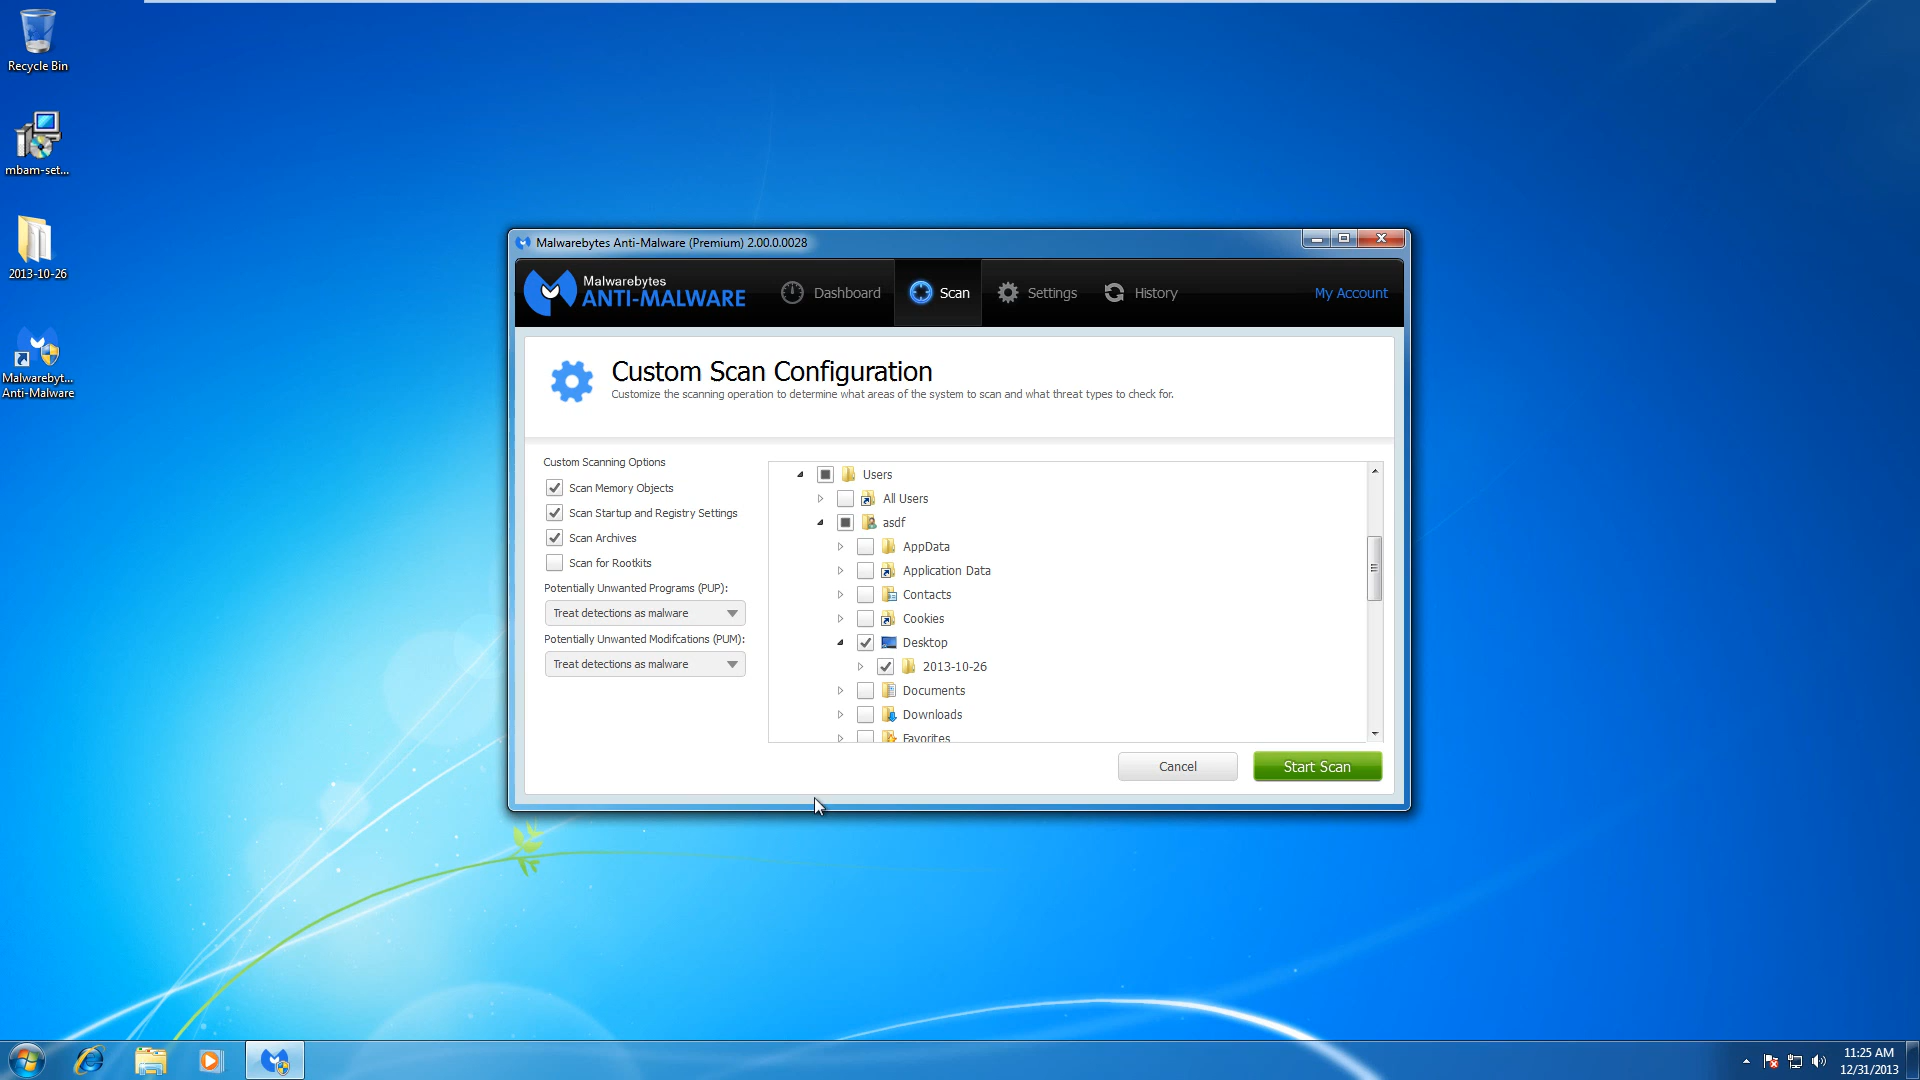 Recycle Bin
mbam-set...
2013-10-26
Malwarebyt...
Anti-Malware
Malwarebytes Anti-Malware (Premium) 2.00.0.0028
Malwarebytes
ANTI-MALWARE
Dashboard
Scan
Settings
History
My Account
Custom Scan Configuration
Customize the scanning operation to determine what areas of the system to scan and what threat types to check for.
Custom Scanning Options
Scan Memory Objects
Scan Startup and Registry Settings
Scan Archives
Scan for Rootkits
Potentially Unwanted Programs (PUP):
Treat detections as malware
Potentially Unwanted Modifcations (PUM):
Treat detections as malware
Users
All Users
asdf
AppData
Application Data
Contacts
Cookies
Desktop
2013-10-26
Documents
Downloads
Favorites
Cancel
Start Scan
11:25 AM
12/31/2013